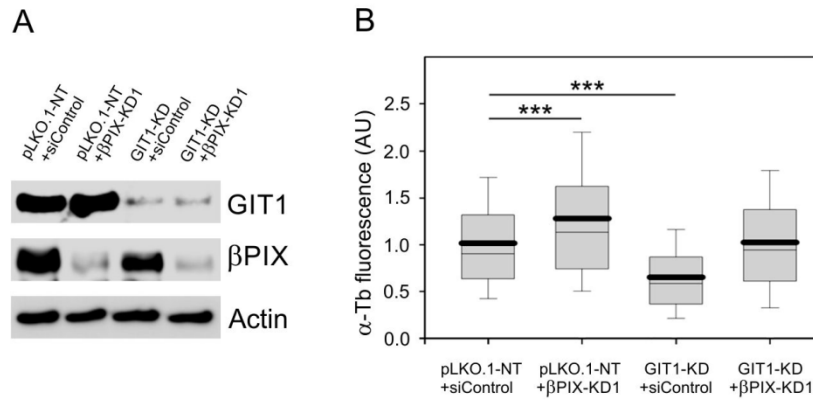 A
pLKO.1-NT
+siControl
pLKO.1-NT
+βPIX-KD1
GIT1-KD
+siControl
GIT1-KD
+βPIX-KD1
GIT1
βPIX
Actin
B
α-Tb fluorescence (AU)
2.5
2.0
1.5
1.0
0.5
0.0
***
***
pLKO.1-NT
+siControl
pLKO.1-NT
+βPIX-KD1
GIT1-KD
+siControl
GIT1-KD
+βPIX-KD1